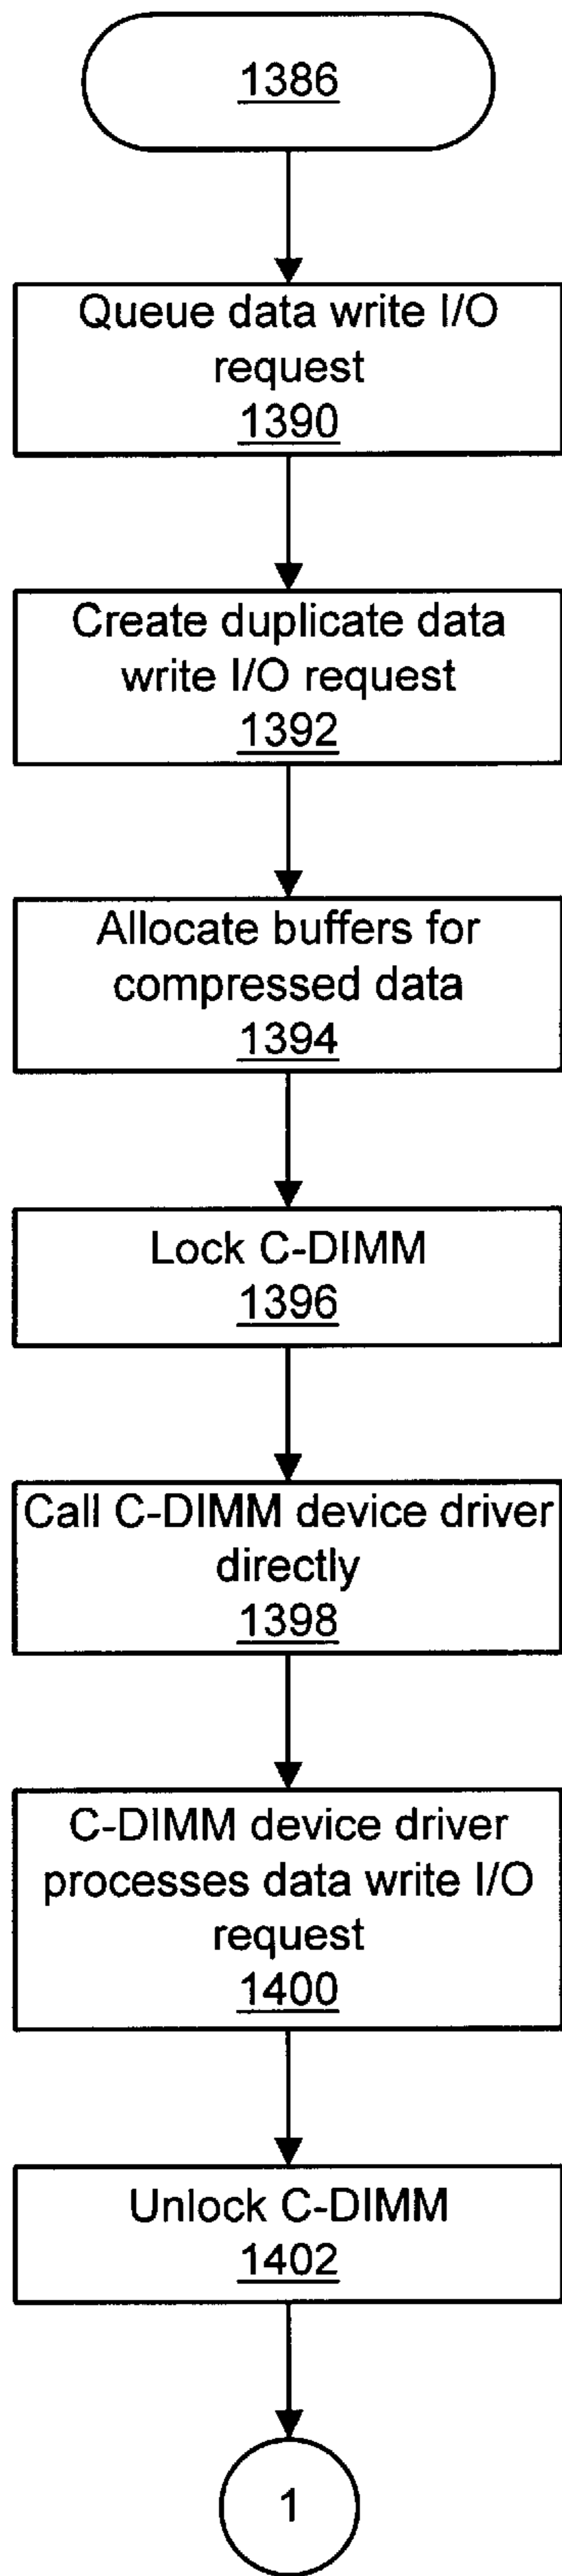 1386
Queue data write I/O
request
1390
Create duplicate data
write I/O request
1392
Allocate buffers for
compressed data
1394
Lock C-DIMM
1396
Call C-DIMM device driver
directly
1398
C-DIMM device driver
processes data write I/O
request
1400
Unlock C-DIMM
1402
1